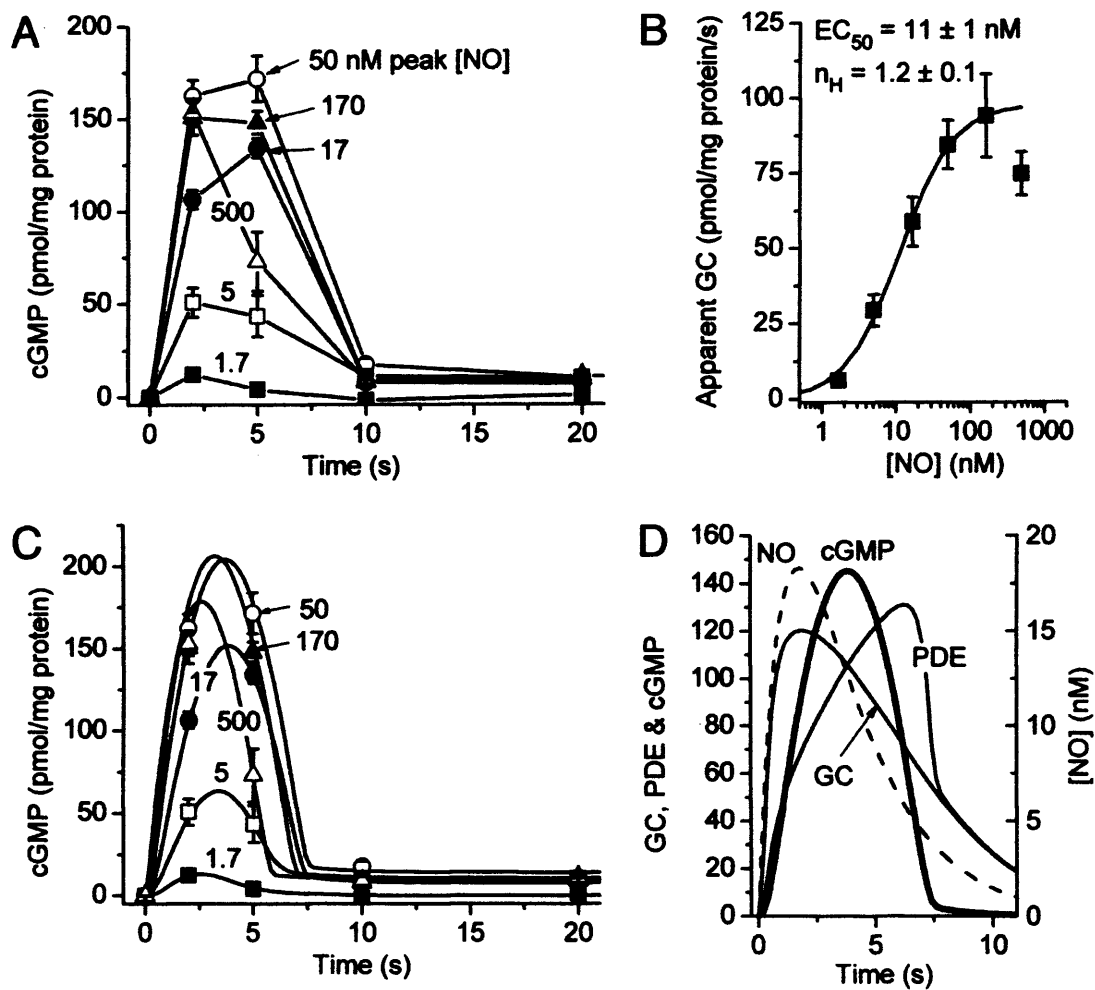 A
cGMP (pmol/mg protein)
200
150
100
50
0
50 nM peak [NO]
170
17
500
5
1.7
0 5 10 15 20
Time (s)
B
Apparent GC (pmol/mg protein/s)
125
100
75
50
25
0
EC50 = 11 ± 1 nM
nH = 1.2 ± 0.1
1 10 100 1000
[NO] (nM)
C
cGMP (pmol/mg protein)
200
150
100
50
0
50
170
17
500
5
1.7
0 5 10 15 20
Time (s)
D
GC, PDE & cGMP
160
140
120
100
80
60
40
20
0
NO cGMP
PDE
GC
20
15
10
5
0
[NO] (nM)
0 5 10
Time (s)